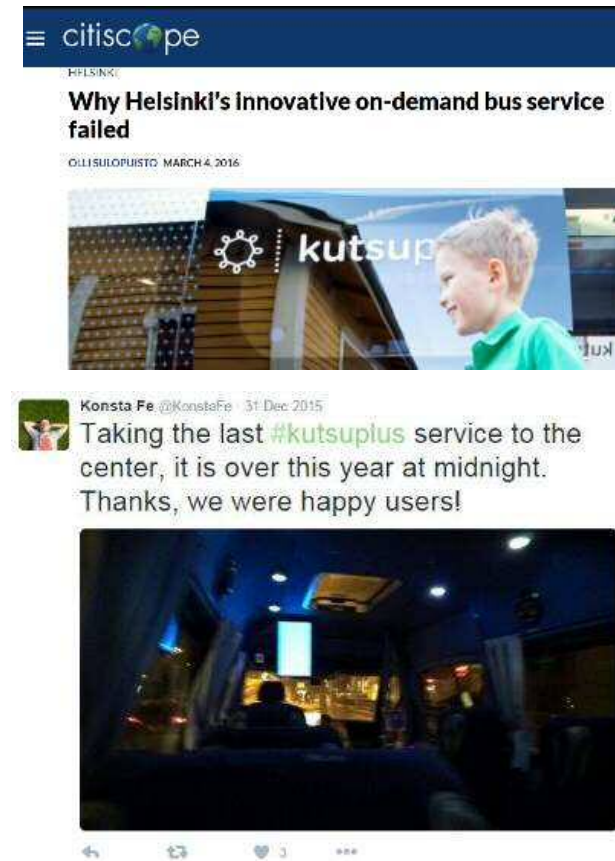 citiscope
HELSINKI
Why Helsinki's innovative on-demand bus service
failed
OLLI SULOPUISTO MARCH 4, 2016
kutsup
kut
Konsta Fe @KonstaFe 31 Dec 2015
Taking the last #kutsuplus service to the
center, it is over this year at midnight.
Thanks, we were happy users!
3